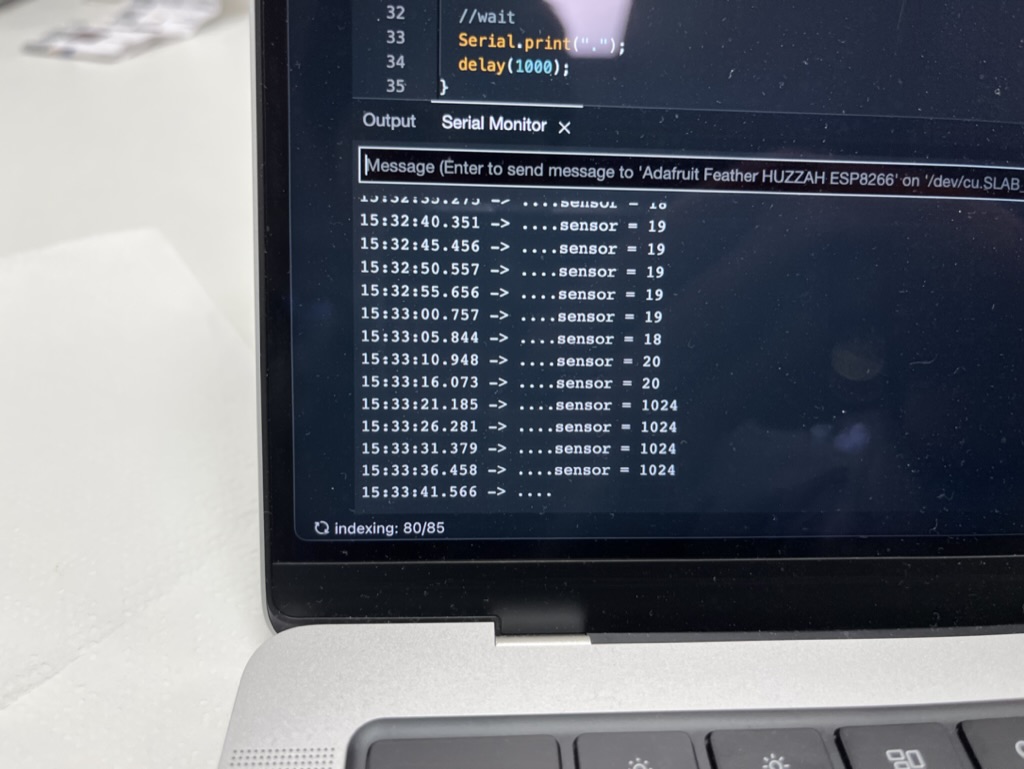 32 //wait
33 Serial.print(".");
34 delay(1000);
35 }
Output Serial Monitor ×
Message (Enter to send message to 'Adafruit Feather HUZZAH ESP8266' on '/dev/cu.SLAB_
15:32:35.275 -> ....sensor = 18
15:32:40.351 -> ....sensor = 19
15:32:45.456 -> ....sensor = 19
15:32:50.557 -> ....sensor = 19
15:32:55.656 -> ....sensor = 19
15:33:00.757 -> ....sensor = 19
15:33:05.844 -> ....sensor = 18
15:33:10.948 -> ....sensor = 20
15:33:16.073 -> ....sensor = 20
15:33:21.185 -> ....sensor = 1024
15:33:26.281 -> ....sensor = 1024
15:33:31.379 -> ....sensor = 1024
15:33:36.458 -> ....sensor = 1024
15:33:41.566 -> ....
indexing: 80/85